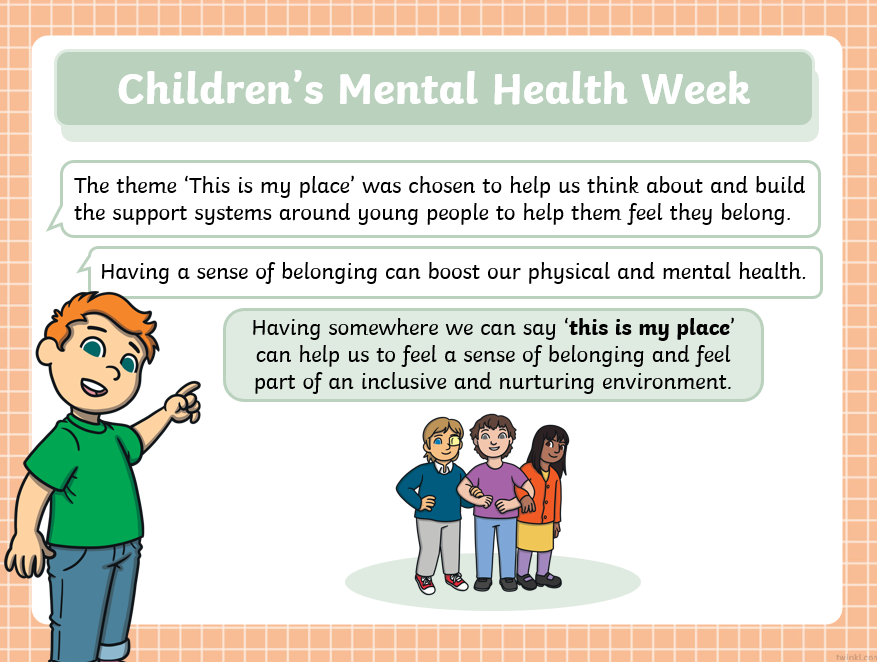 Children's Mental Health Week
The theme ‘This is my place’ was chosen to help us think about and build
the support systems around young people to help them feel they belong.
Having a sense of belonging can boost our physical and mental health.
Having somewhere we can say ‘this is my place’
can help us to feel a sense of belonging and feel
part of an inclusive and nurturing environment.